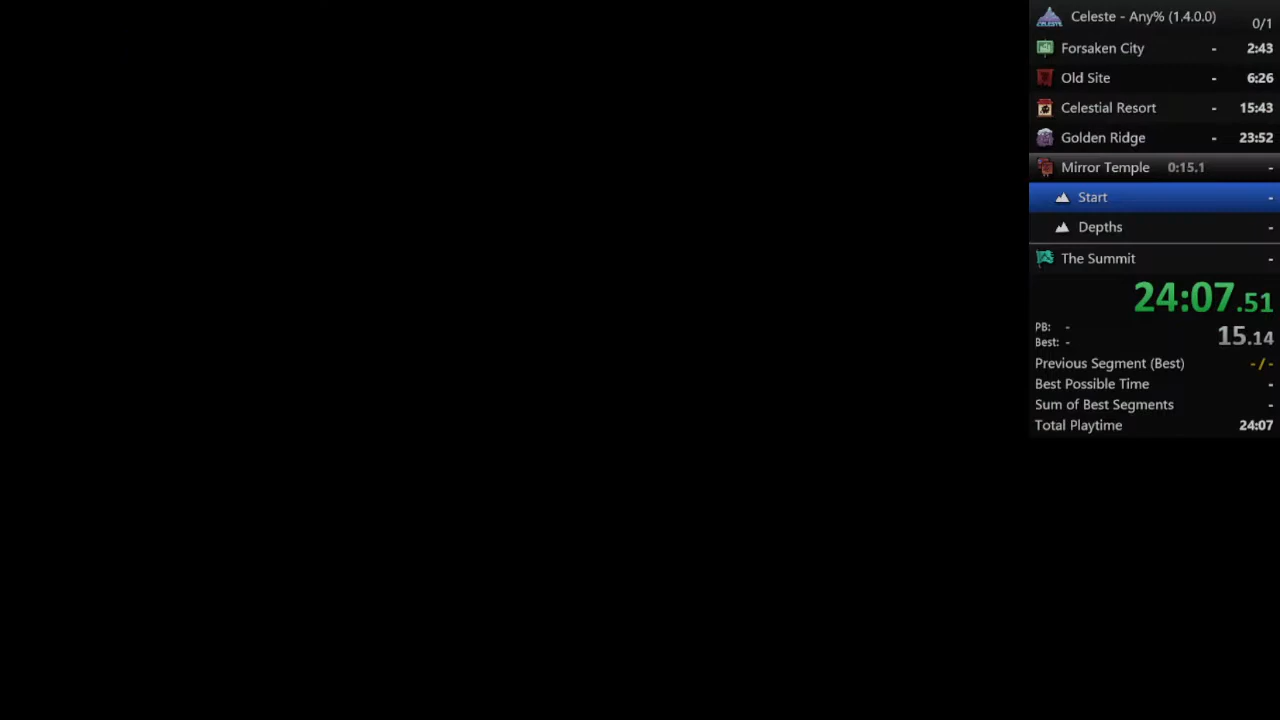 Celeste - Any% (1.4.0.0) 0/1
Forsaken City - 2:43
Old Site - 6:26
Celestial Resort - 15:43
Golden Ridge - 23:52
Mirror Temple 0:15.1 -
Start -
Depths -
The Summit -
24:07.51
PB: -
Best: - 15.14
Previous Segment (Best) - / -
Best Possible Time -
Sum of Best Segments -
Total Playtime 24:07